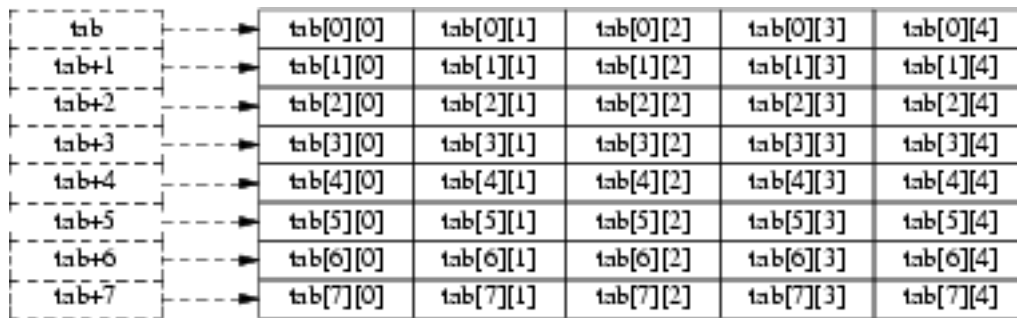 tab tab[0][0] tab[0][1] tab[0][2] tab[0][3] tab[0][4]
tab+1 tab[1][0] tab[1][1] tab[1][2] tab[1][3] tab[1][4]
tab+2 tab[2][0] tab[2][1] tab[2][2] tab[2][3] tab[2][4]
tab+3 tab[3][0] tab[3][1] tab[3][2] tab[3][3] tab[3][4]
tab+4 tab[4][0] tab[4][1] tab[4][2] tab[4][3] tab[4][4]
tab+5 tab[5][0] tab[5][1] tab[5][2] tab[5][3] tab[5][4]
tab+6 tab[6][0] tab[6][1] tab[6][2] tab[6][3] tab[6][4]
tab+7 tab[7][0] tab[7][1] tab[7][2] tab[7][3] tab[7][4]